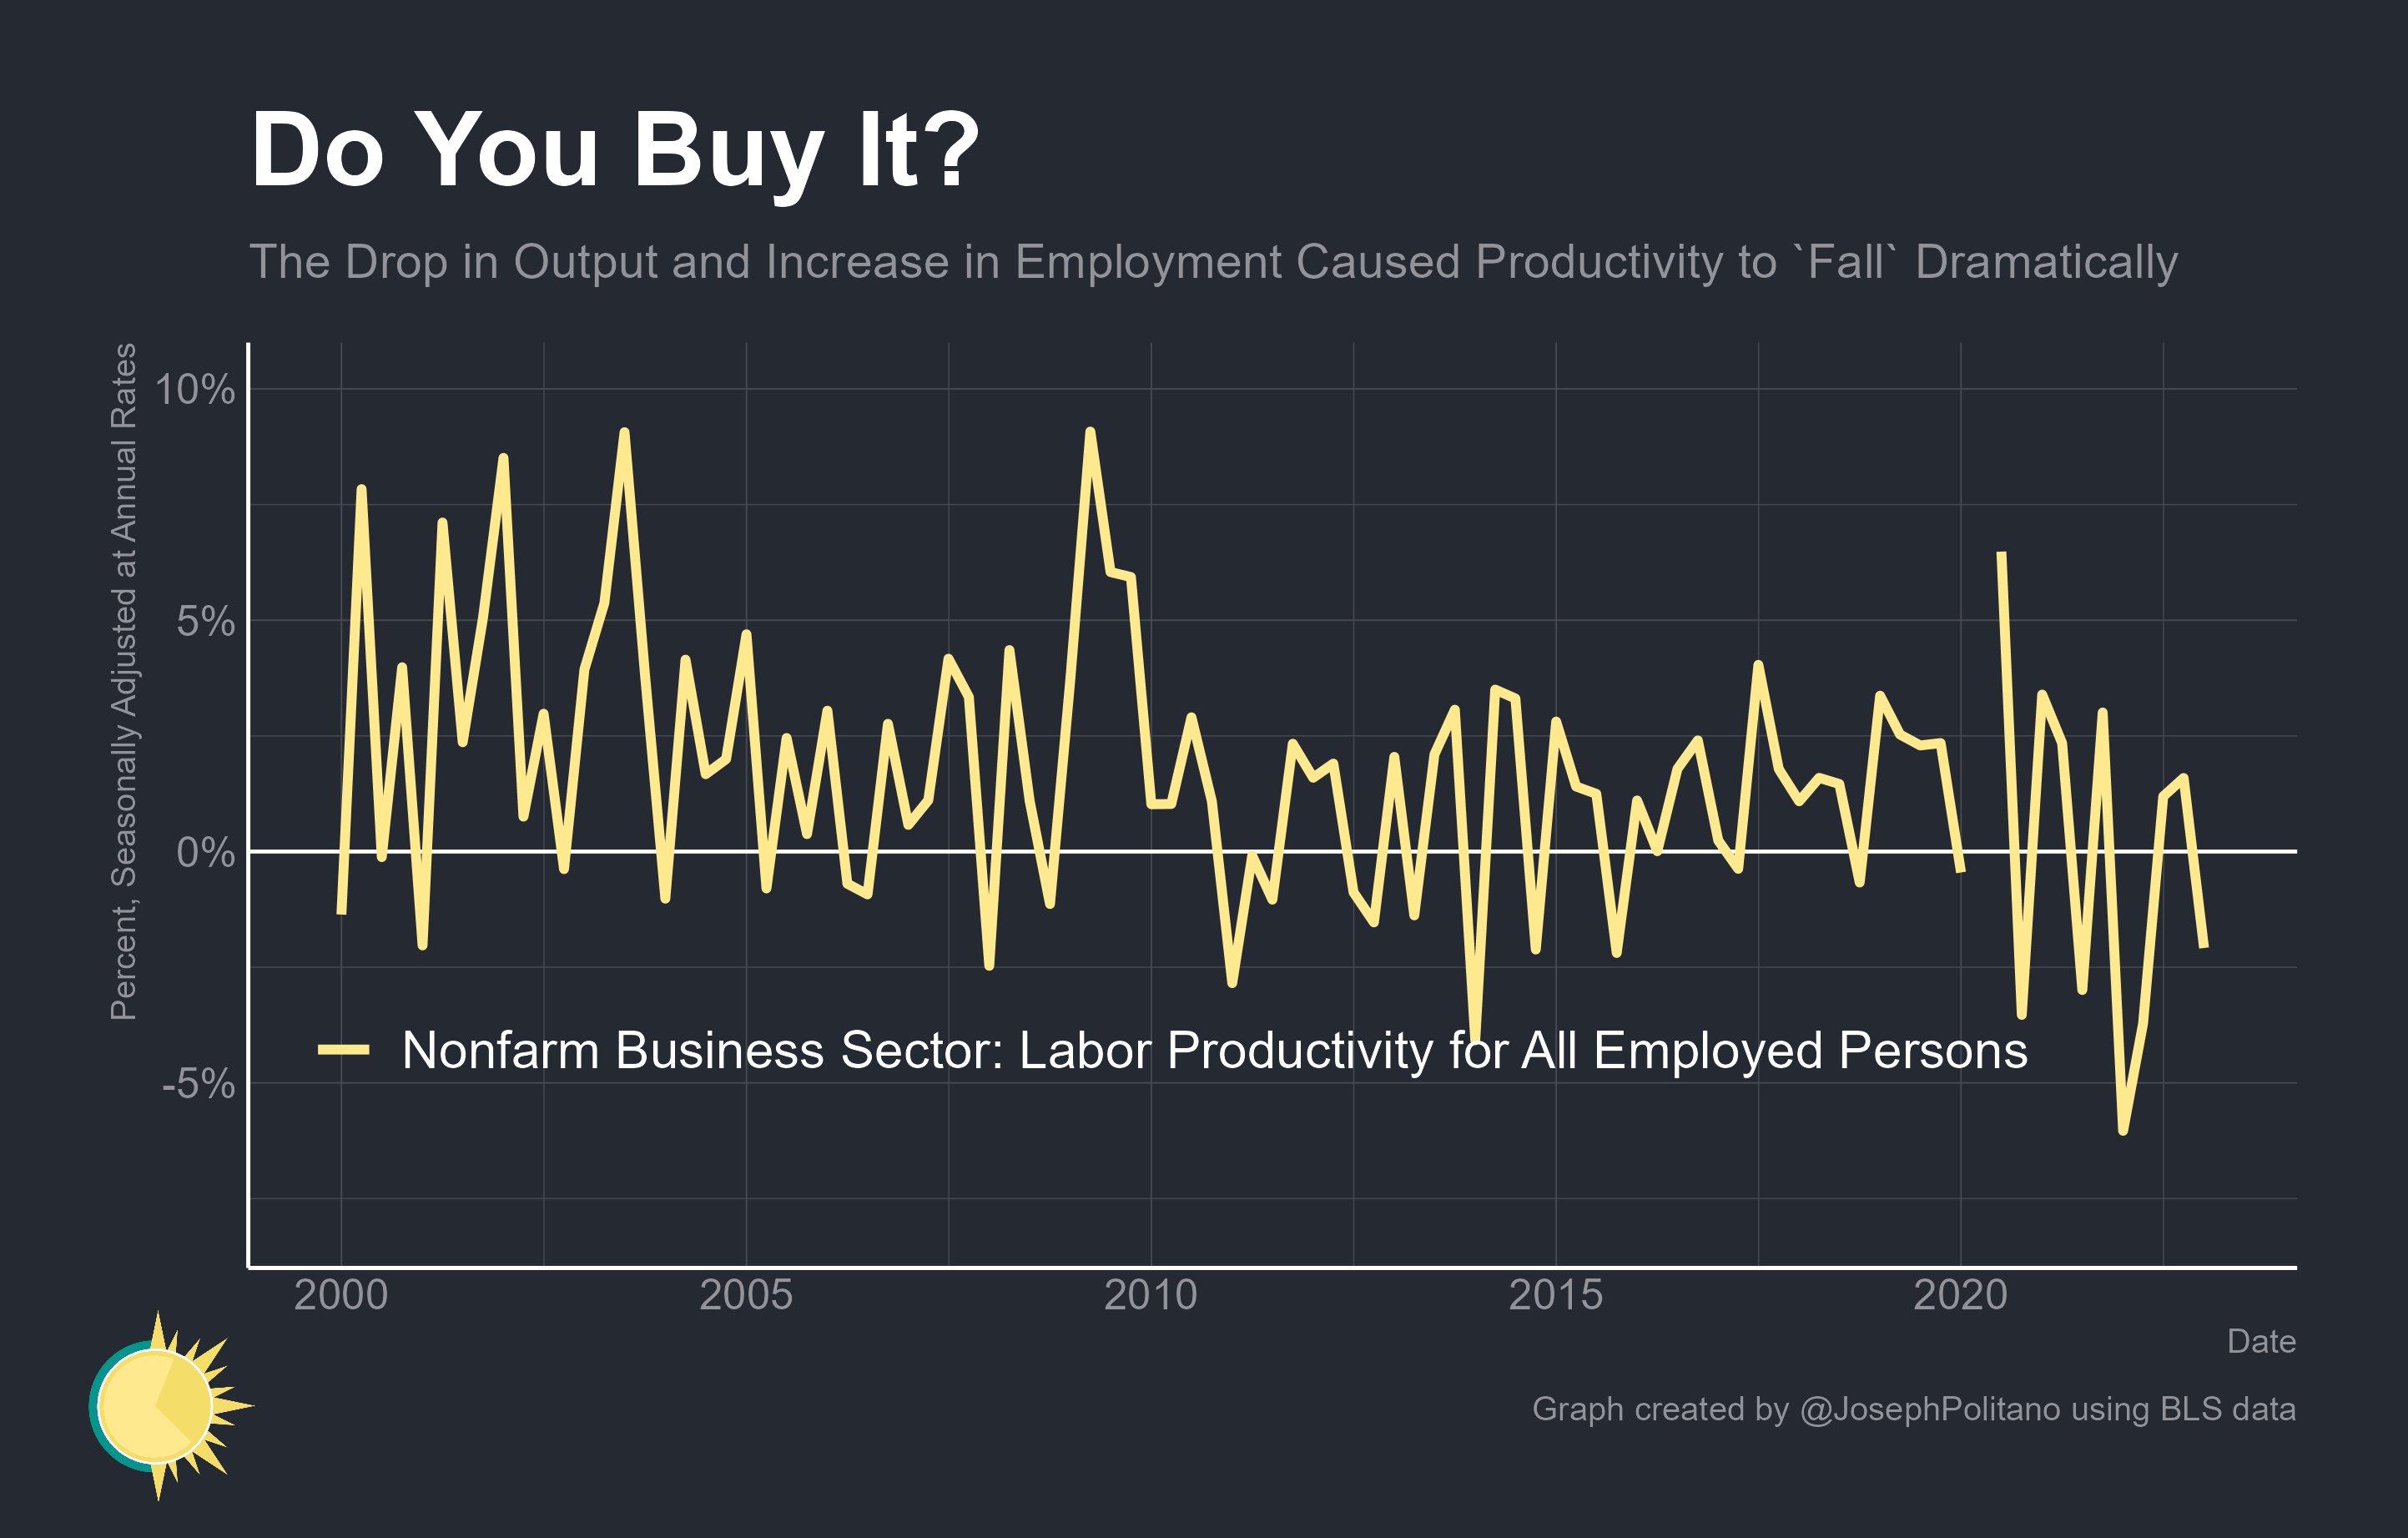 Do You Buy It?
The Drop in Output and Increase in Employment Caused Productivity to `Fall` Dramatically
Percent, Seasonally Adjusted at Annual Rates
10%
5%
0%
-5%
Nonfarm Business Sector: Labor Productivity for All Employed Persons
2000 2005 2010 2015 2020
Date
Graph created by @JosephPolitano using BLS data